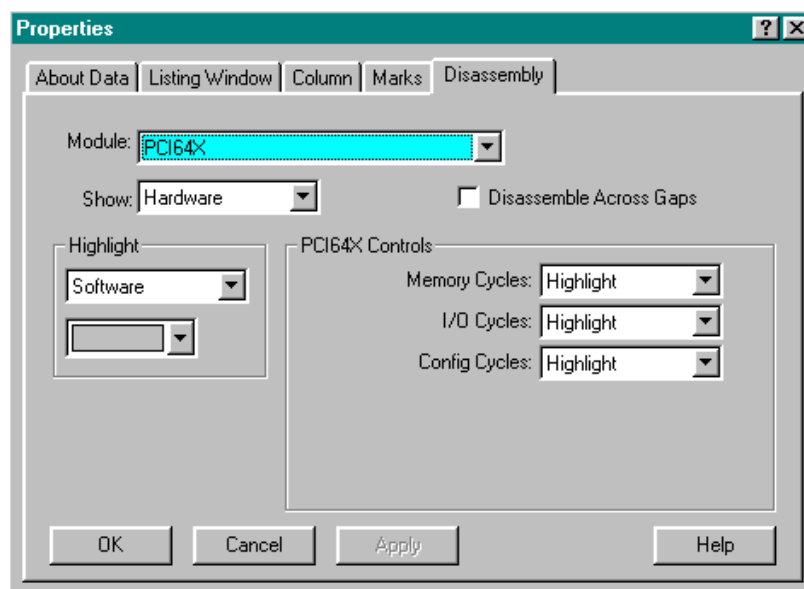 Properties
About Data Listing Window Column Marks Disassembly
Module: PCI64X
Show: Hardware Disassemble Across Gaps
Highlight PCI64X Controls
Software Memory Cycles: Highlight
I/O Cycles: Highlight
Config Cycles: Highlight
OK Cancel Apply Help